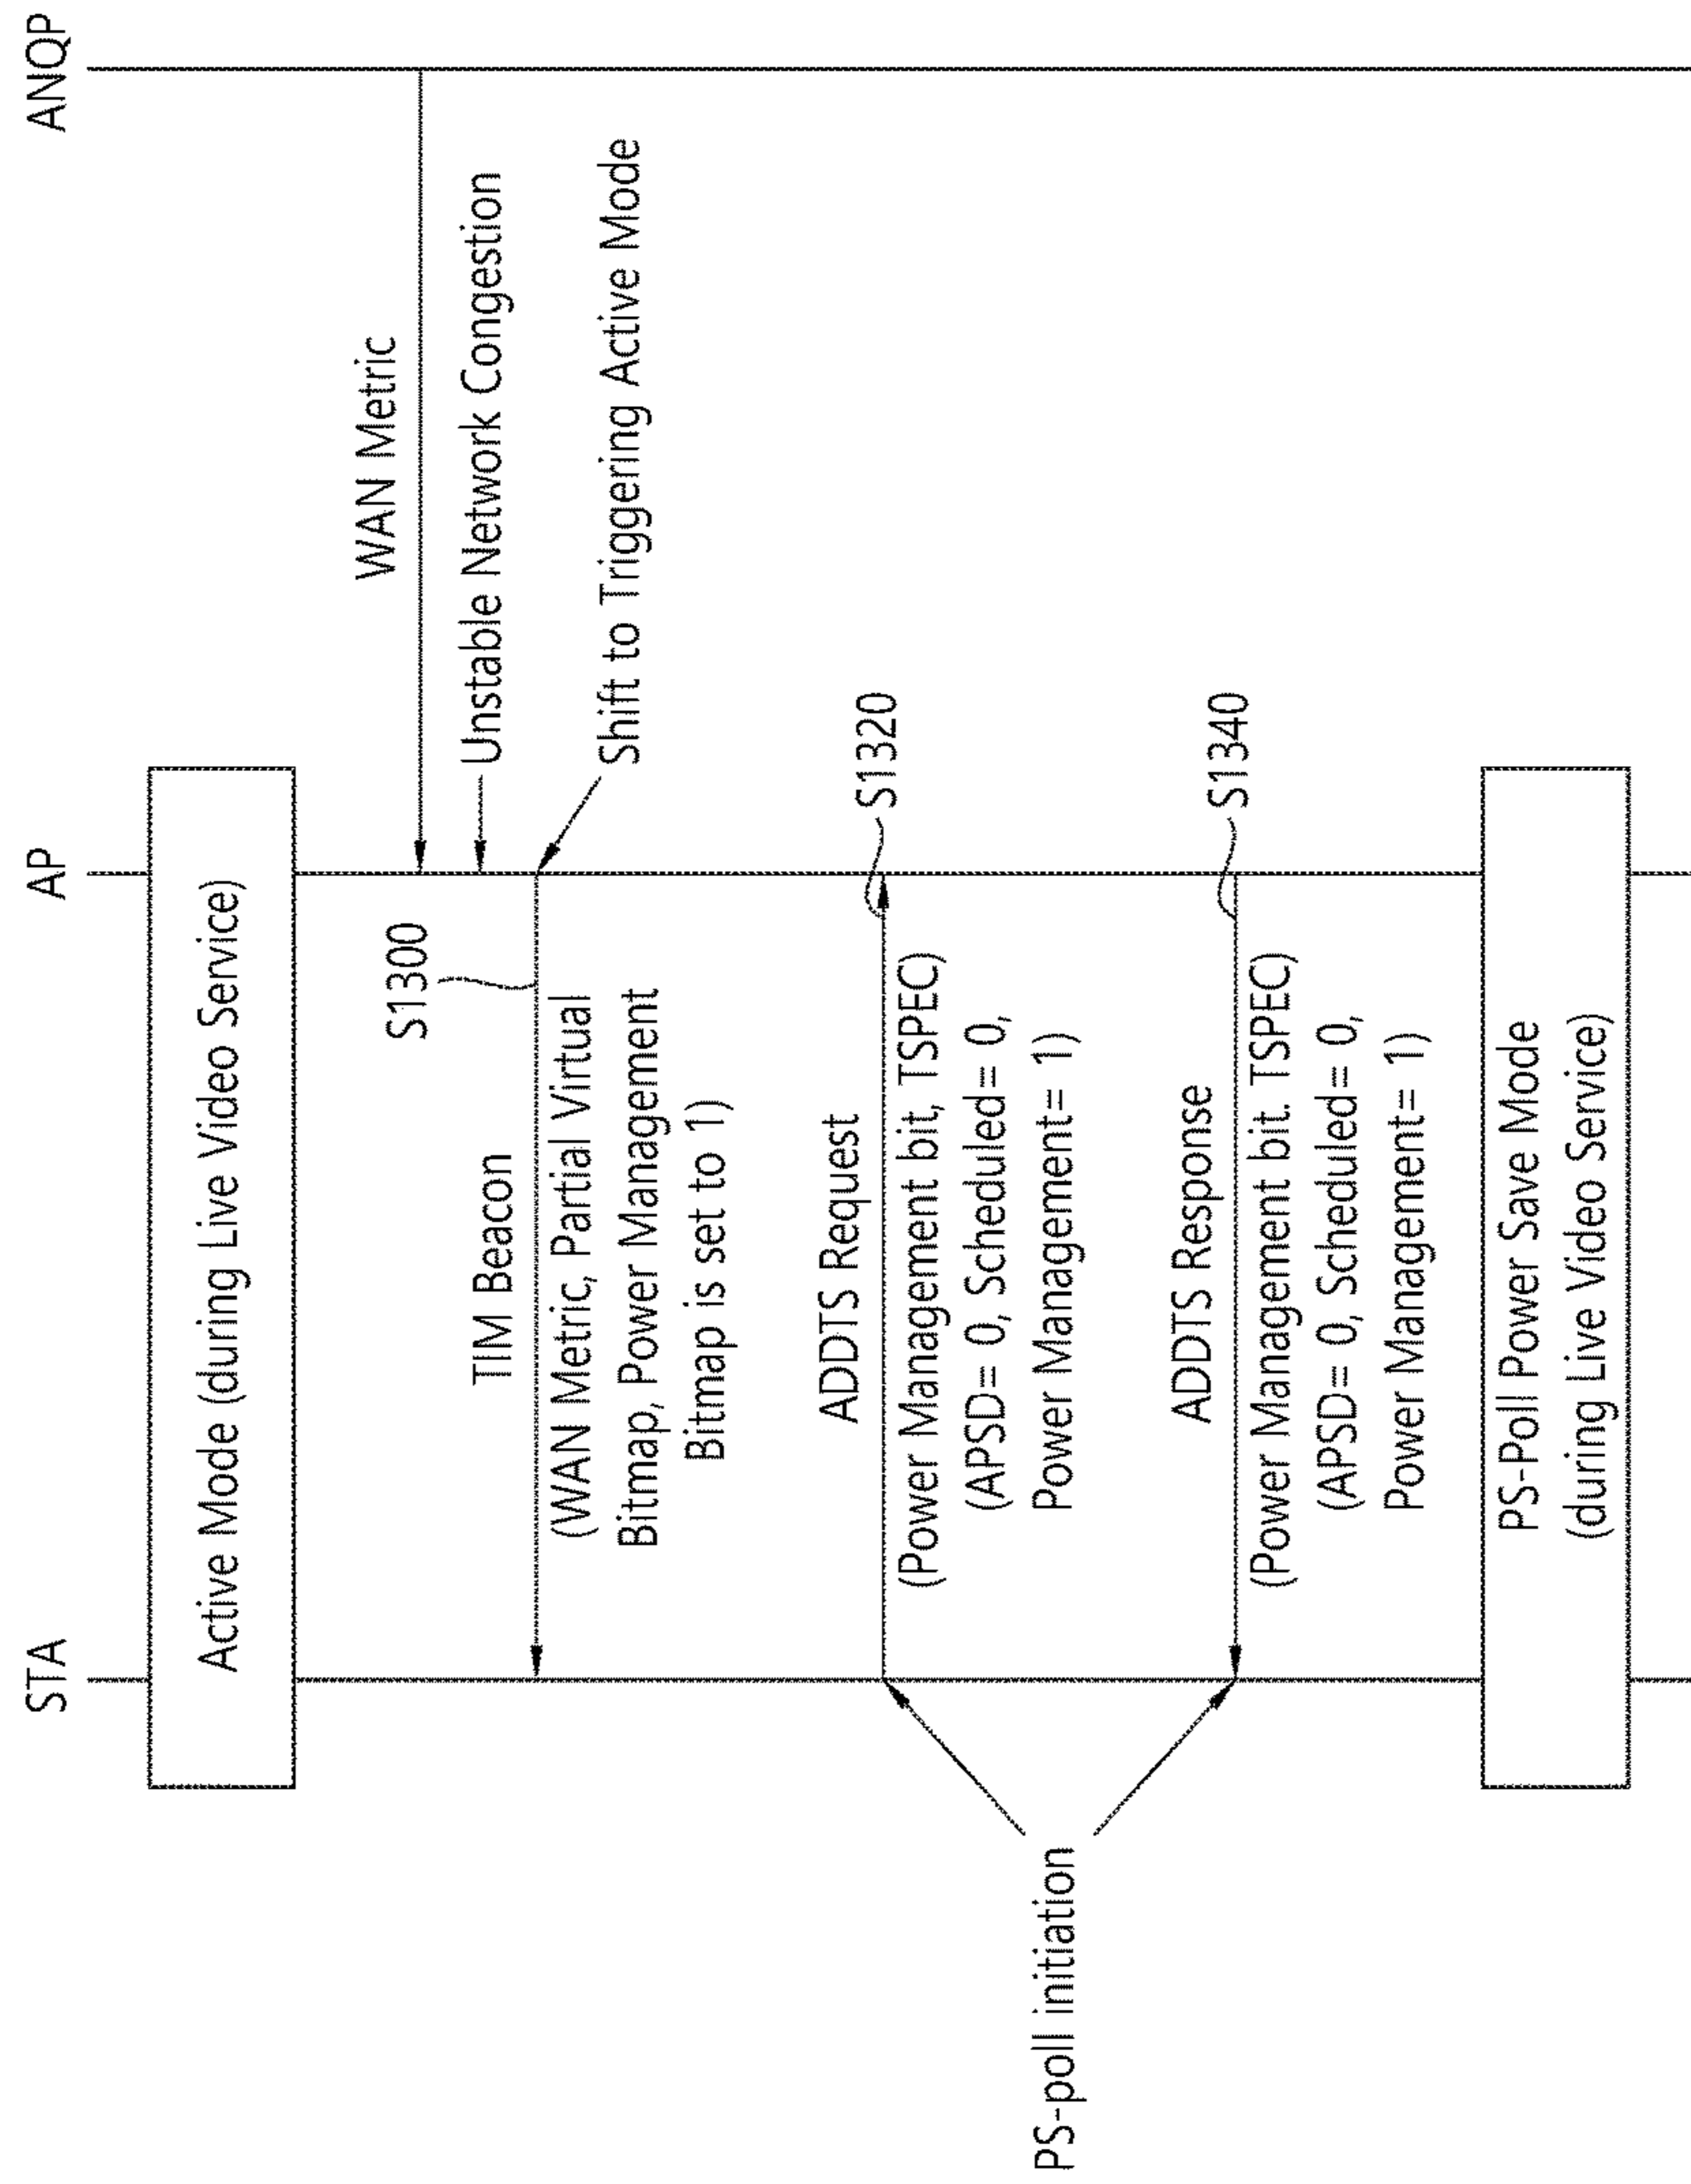 STA
AP
ANQP
Active Mode (during Live Video Service)
WAN Metric
S1300
Unstable Network Congestion
TIM Beacon
(WAN Metric, Partial Virtual
Bitmap, Power Management
Bitmap is set to 1)
Shift to Triggering Active Mode
ADDTS Request
S1320
(Power Management bit, TSPEC)
(APSD= 0, Scheduled= 0,
Power Management= 1)
PS-poll initiation
ADDTS Response
S1340
(Power Management bit. TSPEC)
(APSD= 0, Scheduled= 0,
Power Management= 1)
PS-Poll Power Save Mode
(during Live Video Service)